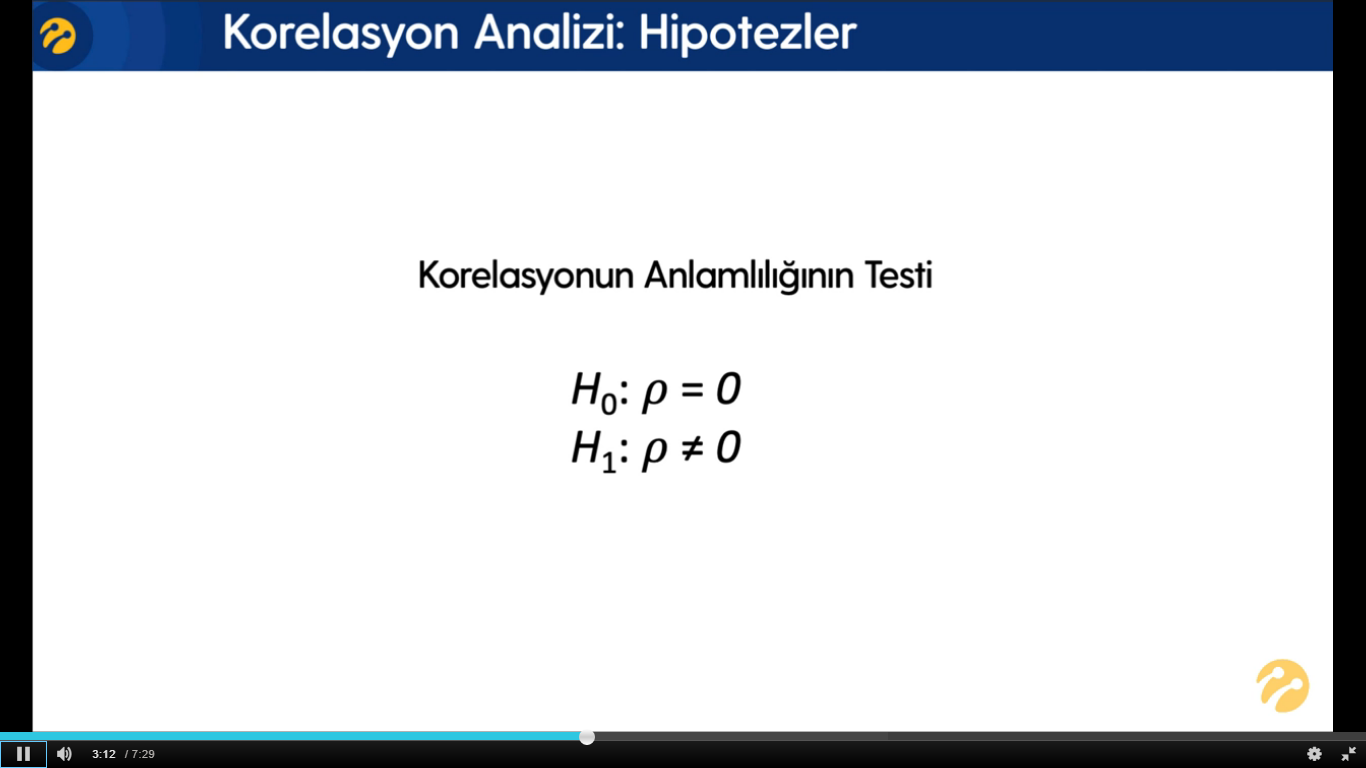 Korelasyon Analizi: Hipotezler
Korelasyonun Anlamlılığının Testi
H₀: ρ = 0
H₁: ρ ≠ 0
3:12 / 7:29